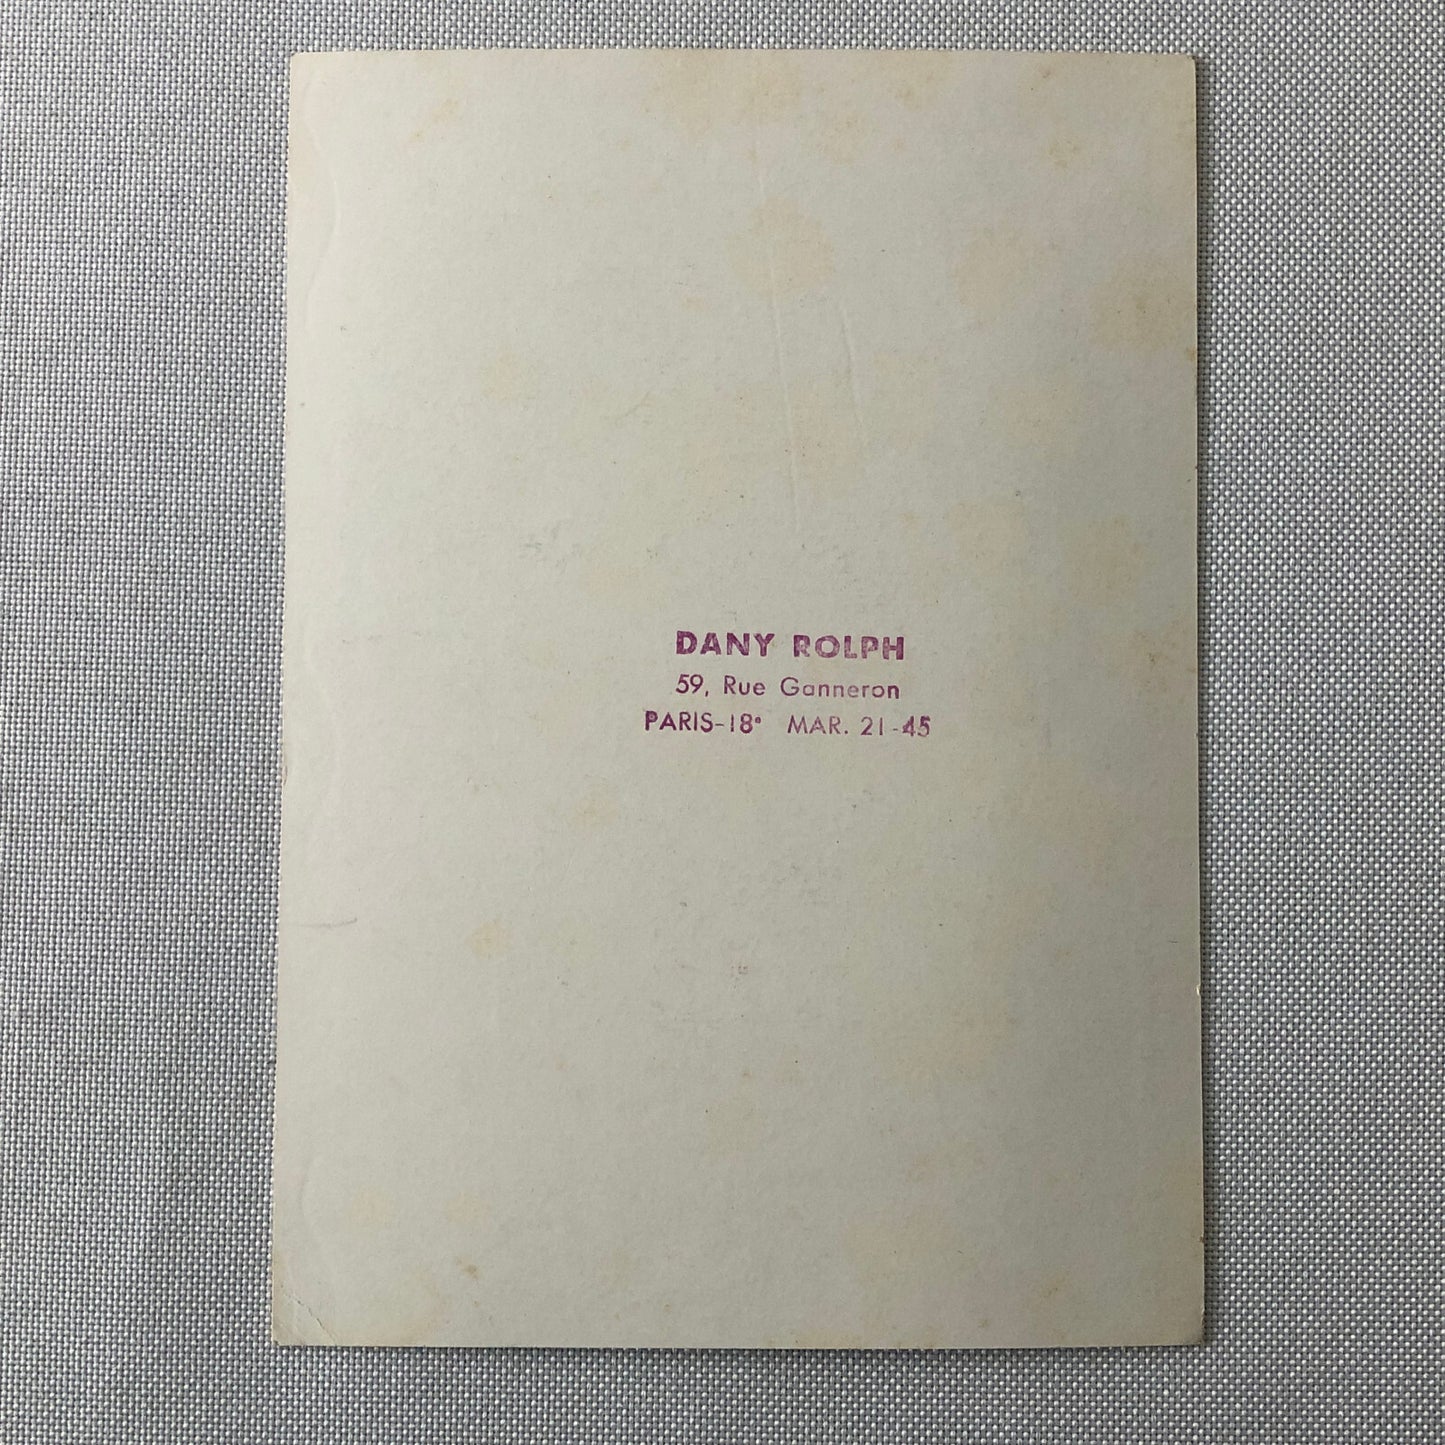 DANY ROLPH
59, Rue Ganneron
PARIS-18e MAR. 21-45